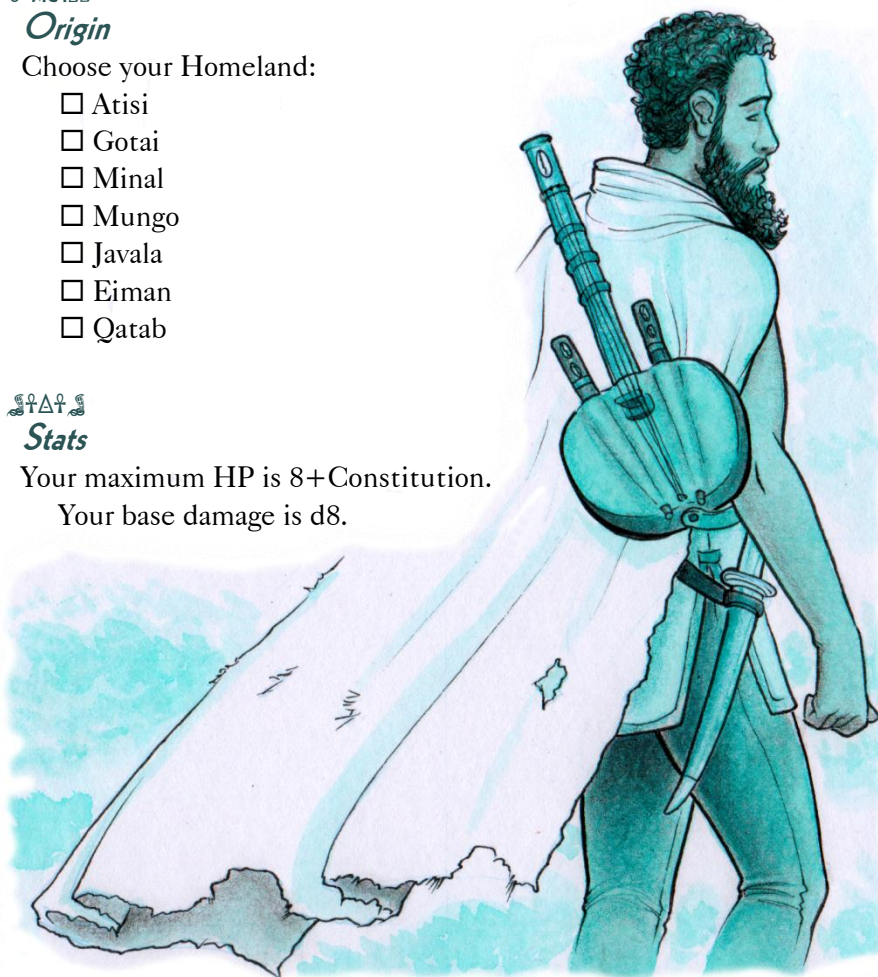 Origin
Choose your Homeland:
☐ Atisi
☐ Gotai
☐ Minal
☐ Mungo
☐ Javala
☐ Eiman
☐ Qatab
Stats
Your maximum HP is 8+Constitution.
Your base damage is d8.